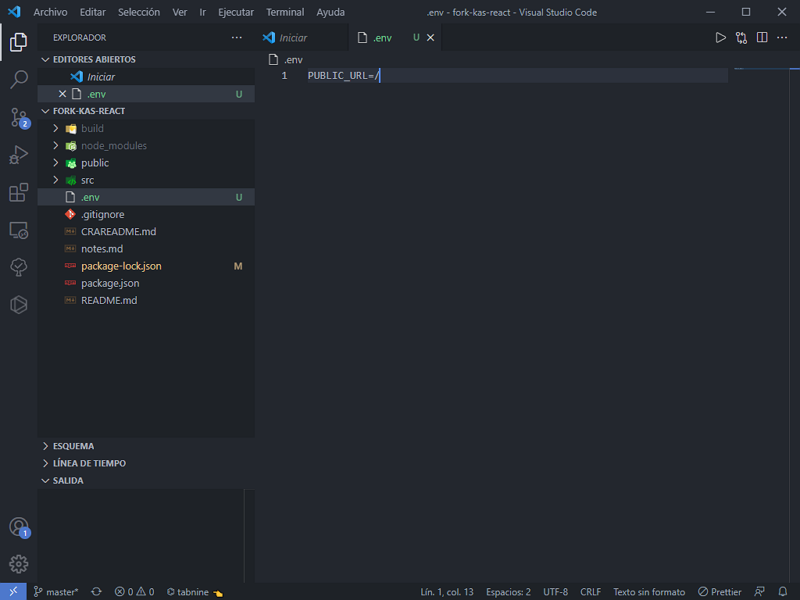 Archivo Editar Selección Ver Ir Ejecutar Terminal Ayuda .env - fork-kas-react - Visual Studio Code
EXPLORADOR
Iniciar .env U
EDITORES ABIERTOS
Iniciar
.env U
FORK-KAS-REACT
build
node_modules
public
src
.env U
.gitignore
CRAREADME.md
notes.md
package-lock.json M
package.json
README.md
ESQUEMA
LÍNEA DE TIEMPO
SALIDA
.env
1 PUBLIC_URL=/
2
1
master* 0 0 tabnine Lín. 1, col. 13 Espacios: 2 UTF-8 CRLF Texto sin formato Prettier